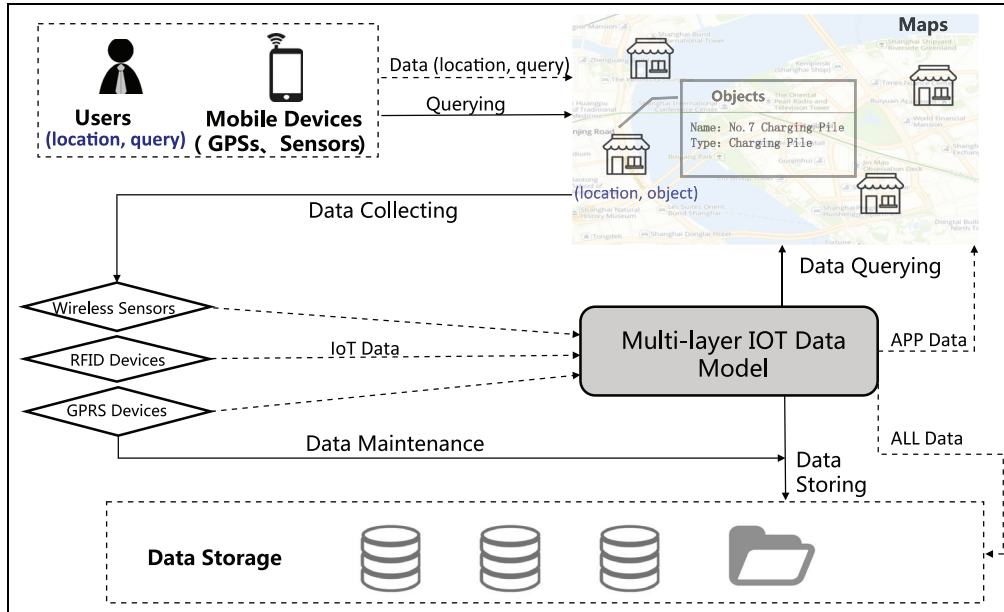 Maps
Data (location, query)
Querying
Users
(location, query)
Mobile Devices
( GPSs、Sensors)
Objects
Name: No.7 Charging Pile
Type: Charging Pile
(location, object)
Data Collecting
Data Querying
Wireless Sensors
RFID Devices
GPRS Devices
IoT Data
Multi-layer IOT Data
Model
APP Data
ALL Data
Data Maintenance
Data
Storing
Data Storage